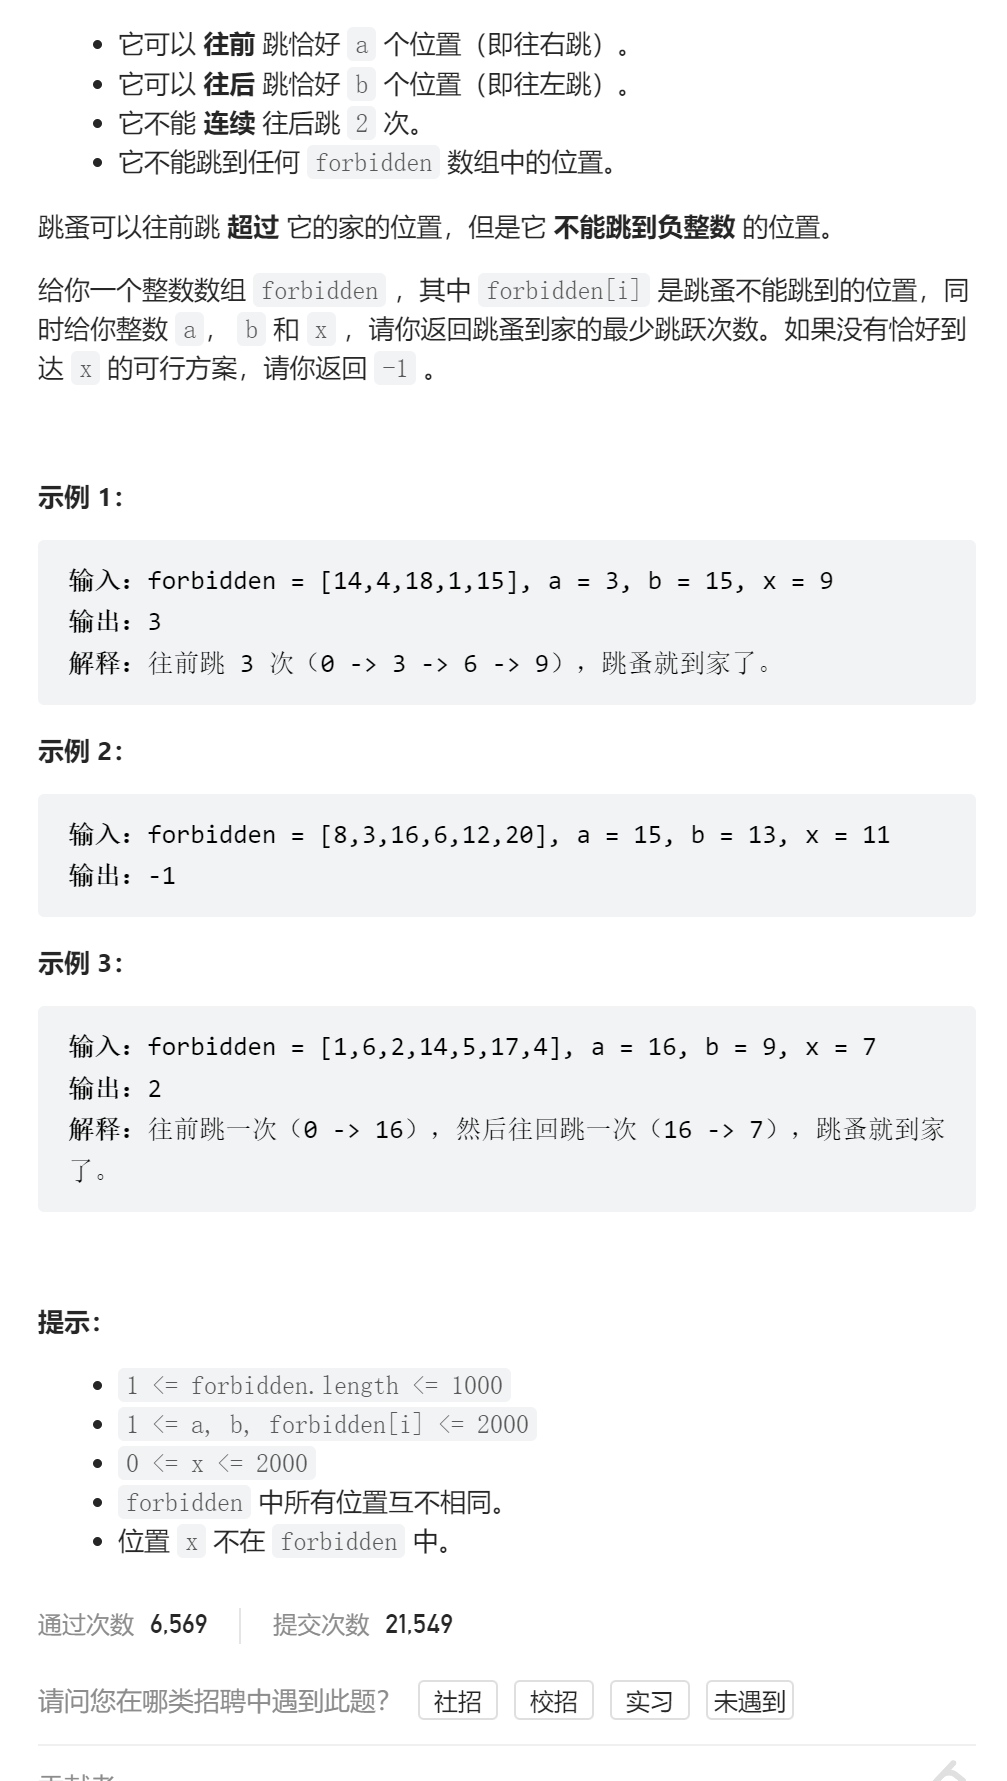 它可以 往前 跳恰好 a 个位置（即往右跳）。
它可以 往后 跳恰好 b 个位置（即往左跳）。
它不能 连续 往后跳 2 次。
它不能跳到任何 forbidden 数组中的位置。
跳蚤可以往前跳 超过 它的家的位置，但是它 不能跳到负整数 的位置。
给你一个整数数组 forbidden ，其中 forbidden[i] 是跳蚤不能跳到的位置，同
时给你整数 a， b 和 x ，请你返回跳蚤到家的最少跳跃次数。如果没有恰好到
达 x 的可行方案，请你返回 -1 。
示例 1：
输入：forbidden = [14,4,18,1,15], a = 3, b = 15, x = 9
输出：3
解释：往前跳 3 次（0 -> 3 -> 6 -> 9），跳蚤就到家了。
示例 2：
输入：forbidden = [8,3,16,6,12,20], a = 15, b = 13, x = 11
输出：-1
示例 3：
输入：forbidden = [1,6,2,14,5,17,4], a = 16, b = 9, x = 7
输出：2
解释：往前跳一次（0 -> 16），然后往回跳一次（16 -> 7），跳蚤就到家
了。
提示：
1 <= forbidden.length <= 1000
1 <= a, b, forbidden[i] <= 2000
0 <= x <= 2000
forbidden 中所有位置互不相同。
位置 x 不在 forbidden 中。
通过次数 6,569 提交次数 21,549
请问您在哪类招聘中遇到此题？ 社招 校招 实习 未遇到